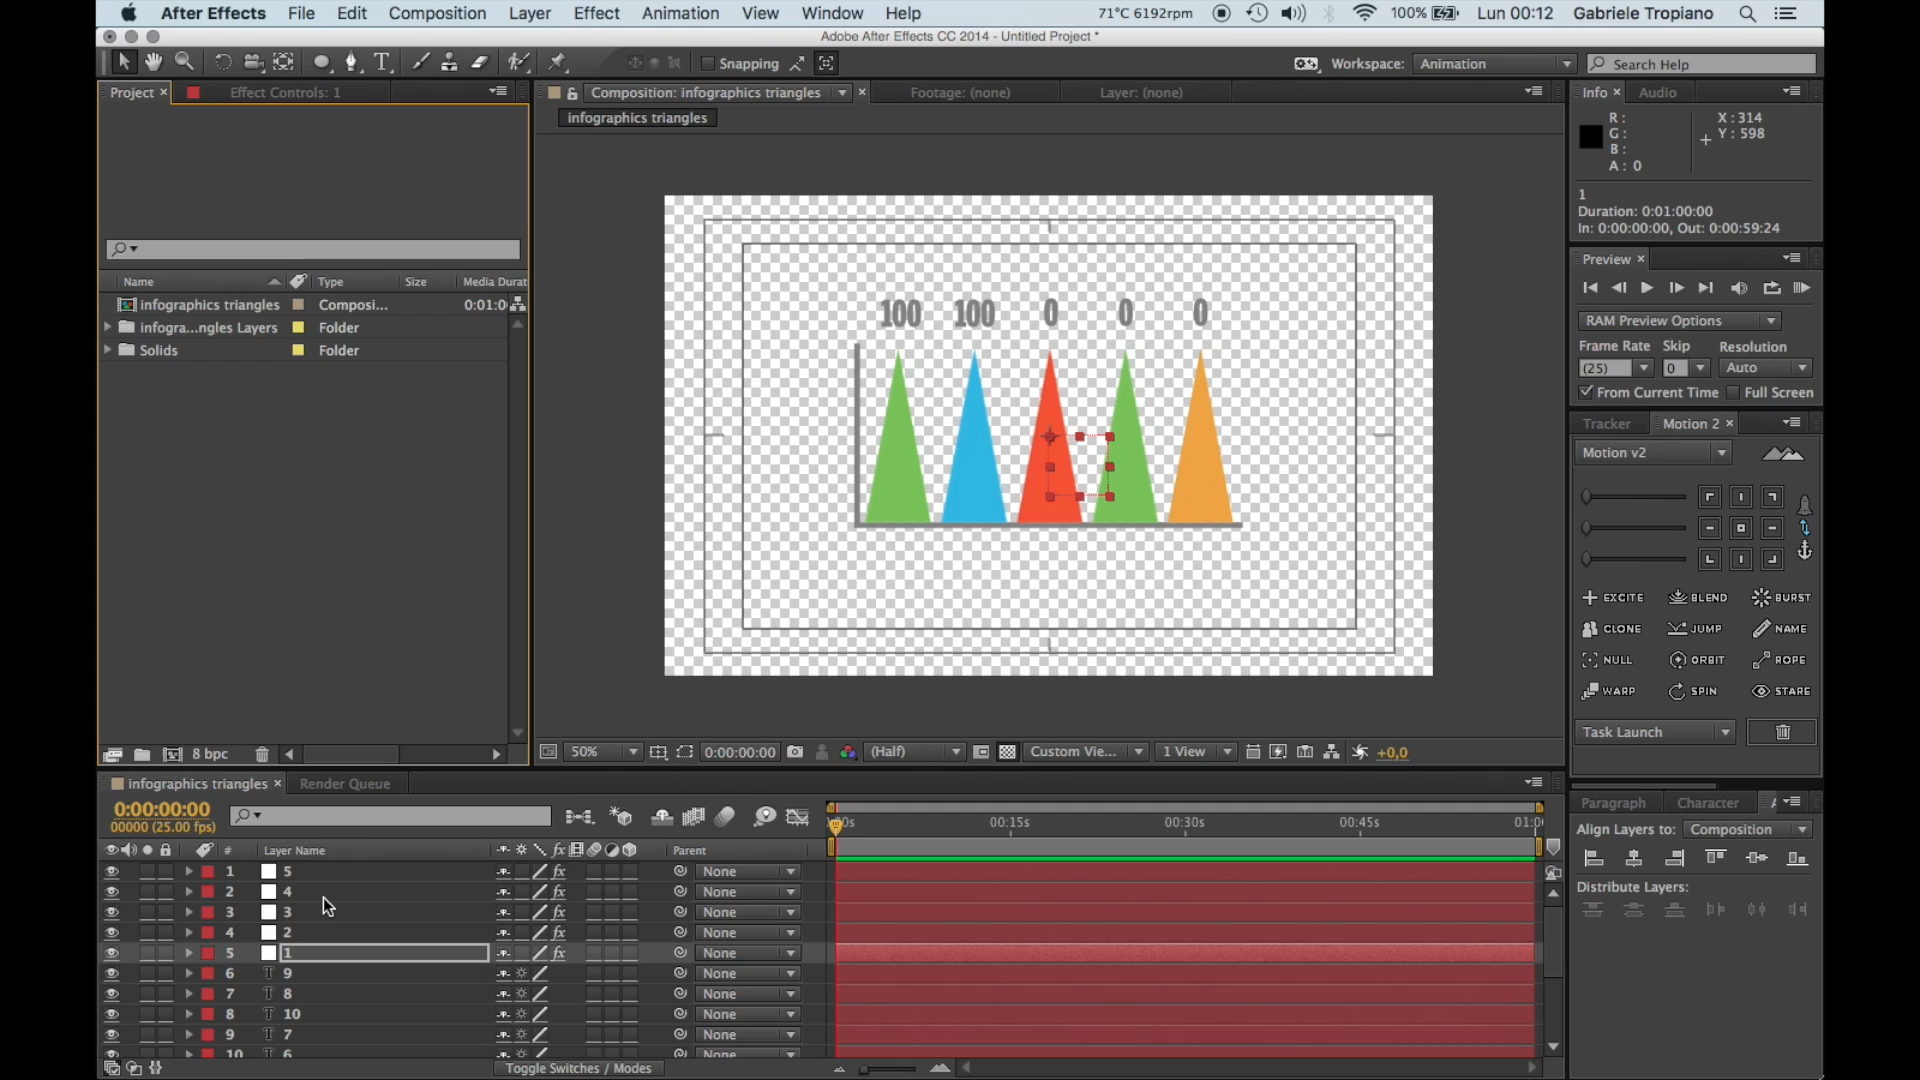 After Effects File Edit Composition Layer Effect Animation View Window Help 71°C 6192rpm 100% Lun 00:12 Gabriele Tropiano
Adobe After Effects CC 2014 - Untitled Project *
Snapping Workspace: Animation Search Help
Project × Effect Controls: 1 Composition: infographics triangles × Footage: (none) Layer: (none) Info × Audio
infographics triangles
R: G: B: A: 0
X: 314
Y: 598
1
Duration: 0:01:00:00
In: 0:00:00:00, Out: 0:00:59:24
Name Type Size Media Durat
infographics triangles Composi... 0:01:0
infogra...ngles Layers Folder
Solids Folder
100 100 0 0 0
Preview ×
RAM Preview Options
Frame Rate Skip Resolution
(25) 0 Auto
From Current Time Full Screen
Tracker Motion 2 ×
Motion v2
EXCITE BLEND BURST
CLONE JUMP NAME
NULL ORBIT ROPE
WARP SPIN STARE
Task Launch
8 bpc
50% 0:00:00:00 (Half) Custom Vie... 1 View +0,0
infographics triangles × Render Queue
0:00:00:00
00000 (25.00 fps)
00:15s 00:30s 00:45s
# Layer Name fx Parent
1 5 fx None
2 4 fx None
3 3 fx None
4 2 fx None
5 1 fx None
6 T 9 None
7 T 8 None
8 T 10 None
9 T 7 None
10 T 6 None
Toggle Switches / Modes
Paragraph Character
Align Layers to: Composition
Distribute Layers: